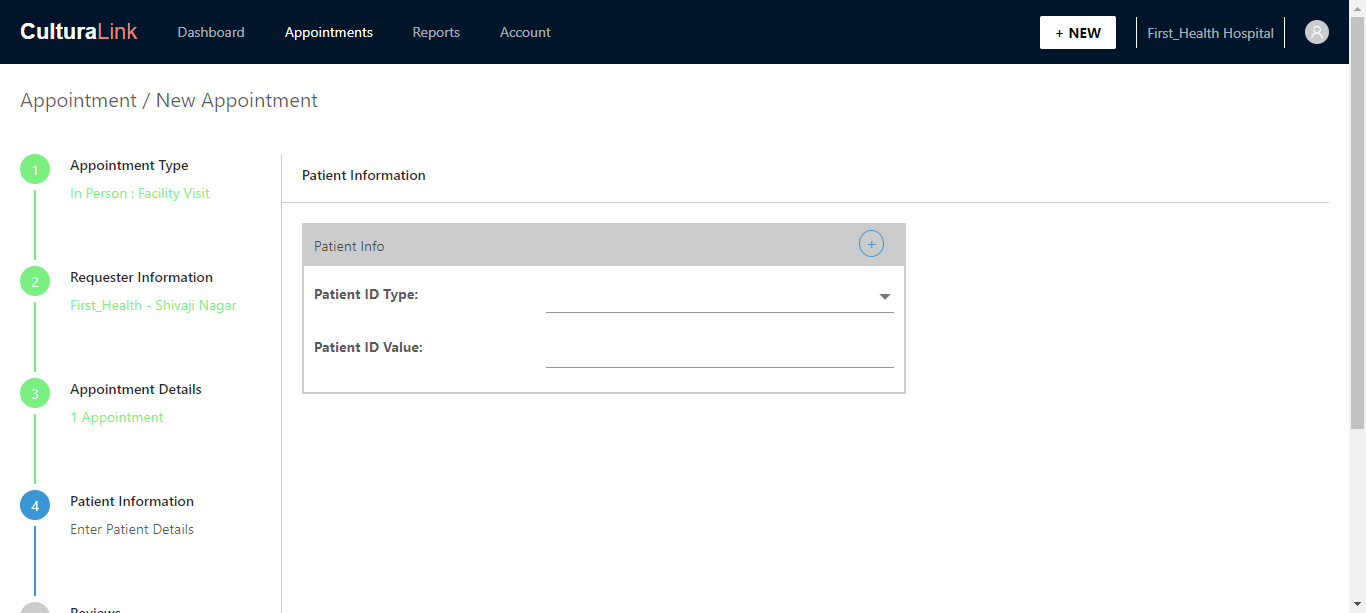 CulturaLink Dashboard Appointments Reports Account + NEW First_Health Hospital
Appointment / New Appointment
1 Appointment Type
In Person : Facility Visit
2 Requester Information
First_Health - Shivaji Nagar
3 Appointment Details
1 Appointment
4 Patient Information
Enter Patient Details
Reviews
Patient Information
Patient Info +
Patient ID Type:
Patient ID Value: